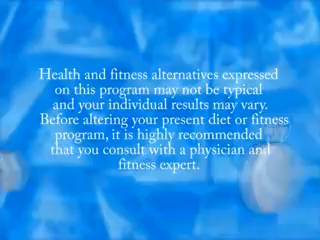 Health and fitness alternatives expressed
on this program may not be typical
and your individual results may vary.
Before altering your present diet or fitness
program, it is highly recommended
that you consult with a physician and
fitness expert.